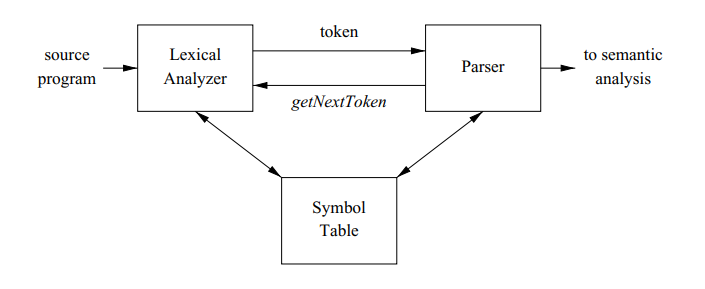 token
source
program
Lexical
Analyzer
Parser
to semantic
analysis
getNextToken
Symbol
Table